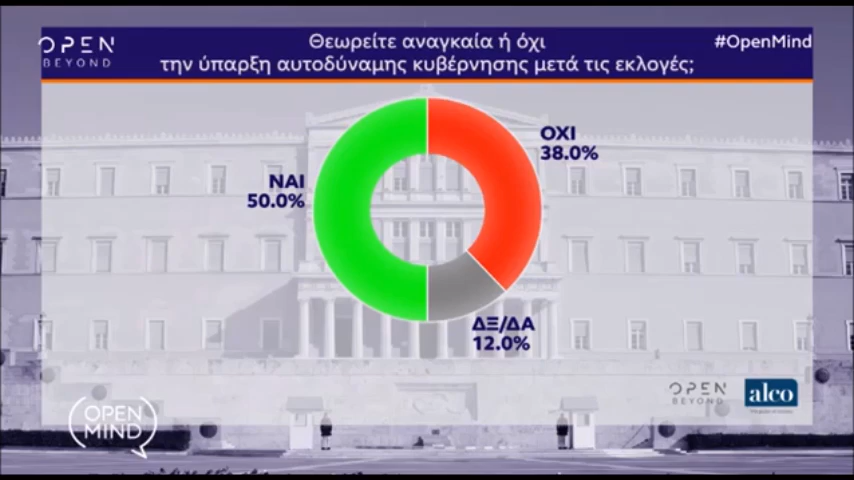 OPEN
BEYOND
Θεωρείτε αναγκαία ή όχι
την ύπαρξη αυτοδύναμης κυβέρνησης μετά τις εκλογές;
#OpenMind
ΟΧΙ
38.0%
ΝΑΙ
50.0%
ΔΞ/ΔΑ
12.0%
OPEN
BEYOND
alco
OPEN
MIND